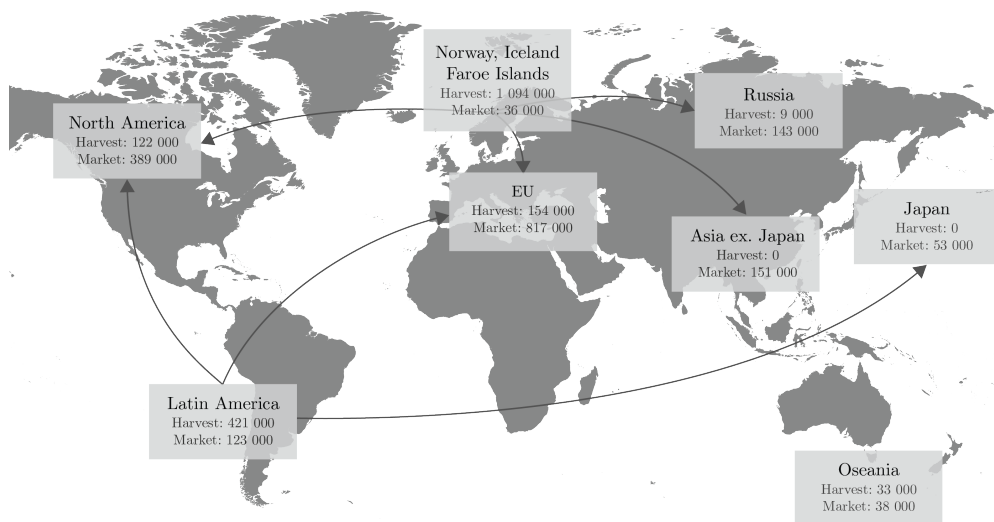 Norway, Iceland
Faroe Islands
Harvest: 1 094 000
Market: 36 000
Russia
Harvest: 9 000
Market: 143 000
North America
Harvest: 122 000
Market: 389 000
EU
Harvest: 154 000
Market: 817 000
Japan
Harvest: 0
Market: 53 000
Asia ex. Japan
Harvest: 0
Market: 151 000
Latin America
Harvest: 421 000
Market: 123 000
Oseania
Harvest: 33 000
Market: 38 000